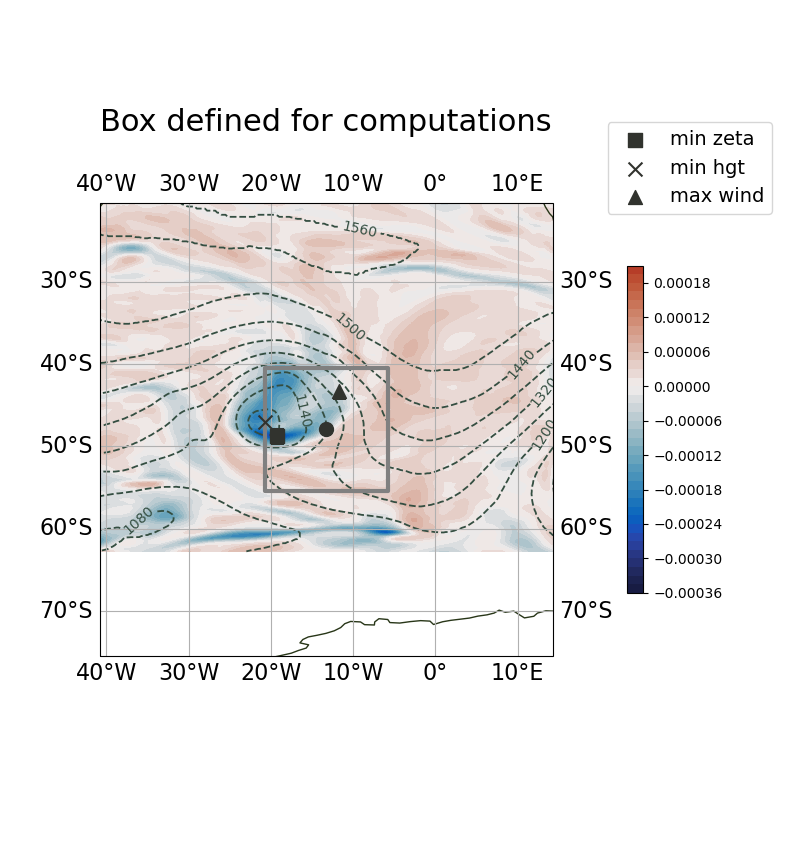 Box defined for computations
min zeta
min hgt
max wind
40°W 30°W 20°W 10°W 0° 10°E
1560
30°S 30°S
1500
40°S 40°S
1440
1320
1140
1200
50°S 50°S
1080
60°S 60°S
70°S 70°S
40°W 30°W 20°W 10°W 0° 10°E
0.00018
0.00012
0.00006
0.00000
−0.00006
−0.00012
−0.00018
−0.00024
−0.00030
−0.00036